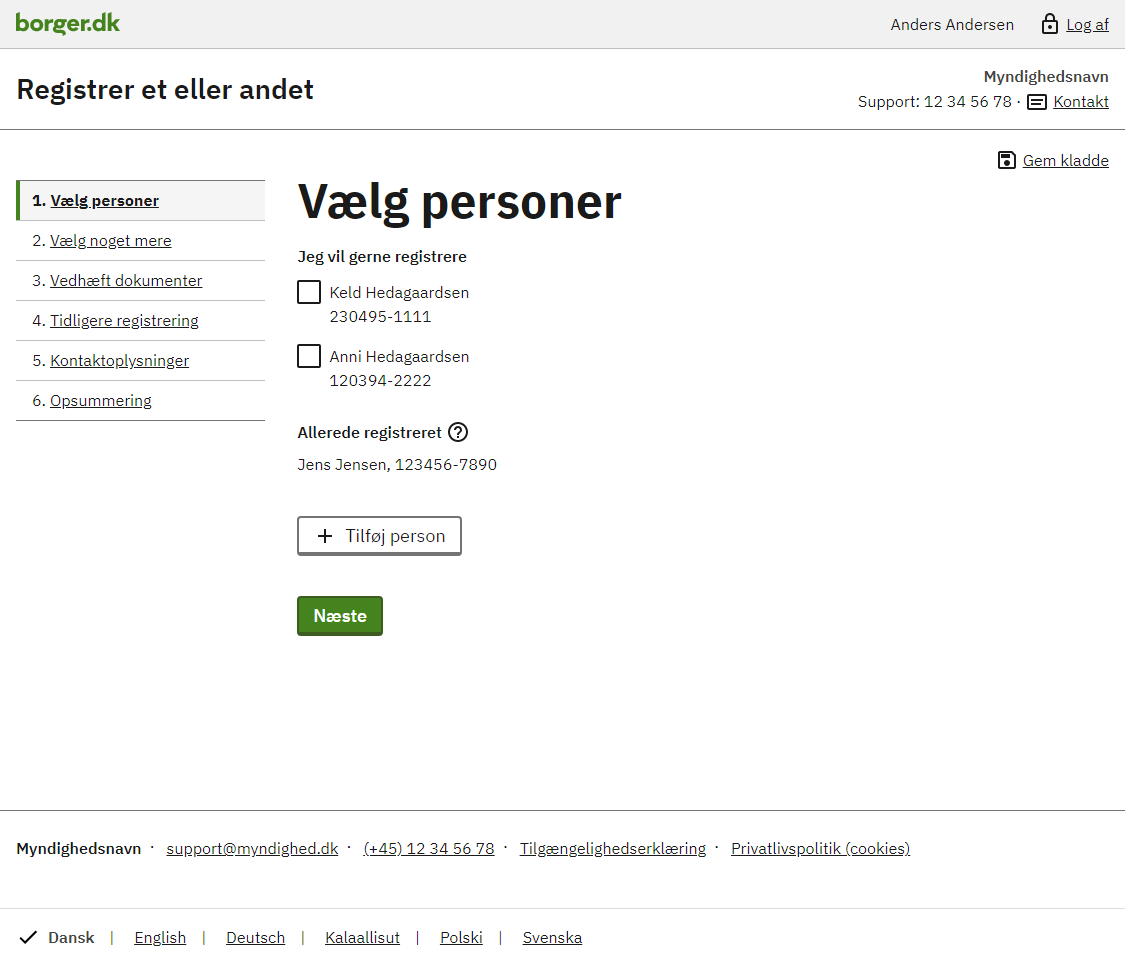 borger.dk
Anders Andersen Log af
Registrer et eller andet
Myndighedsnavn
Support: 12 34 56 78 · Kontakt
Gem kladde
1. Vælg personer
2. Vælg noget mere
3. Vedhæft dokumenter
4. Tidligere registrering
5. Kontaktoplysninger
6. Opsummering
Vælg personer
Jeg vil gerne registrere
Keld Hedagaardsen
230495-1111
Anni Hedagaardsen
120394-2222
Allerede registreret ?
Jens Jensen, 123456-7890
+ Tilføj person
Næste
Myndighedsnavn · support@myndighed.dk · (+45) 12 34 56 78 · Tilgængelighedserklæring · Privatlivspolitik (cookies)
Dansk | English | Deutsch | Kalaallisut | Polski | Svenska